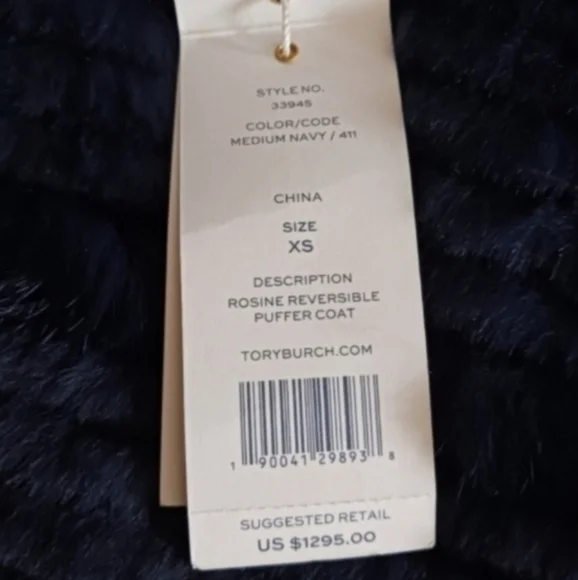 STYLE NO.
33945
COLOR/CODE
MEDIUM NAVY / 411
CHINA
SIZE
XS
DESCRIPTION
ROSINE REVERSIBLE
PUFFER COAT
TORYBURCH.COM
1 90041 29893 8
SUGGESTED RETAIL
US $1295.00